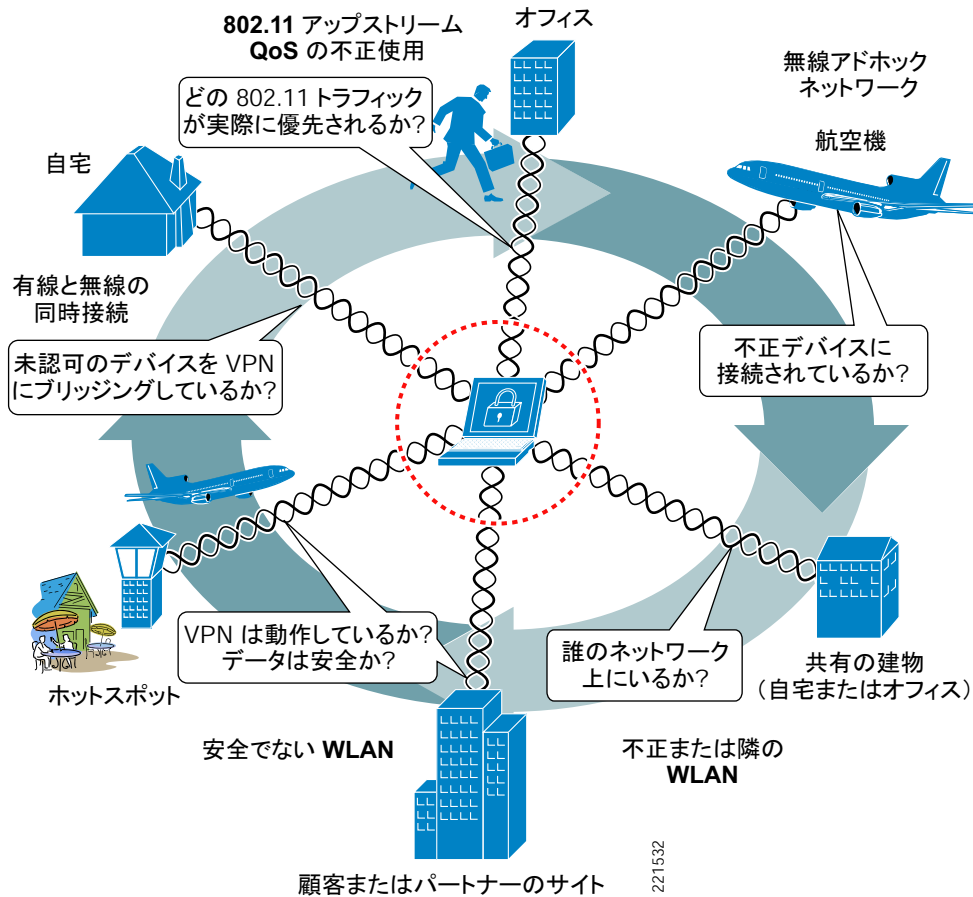 802.11 アップストリーム
QoS の不正使用
オフィス
無線アドホック
ネットワーク
どの 802.11 トラフィック
が実際に優先されるか?
航空機
自宅
有線と無線の
同時接続
未認可のデバイスを VPN
にブリッジングしているか?
不正デバイスに
接続されているか?
VPN は動作しているか?
データは安全か?
誰のネットワーク
上にいるか?
共有の建物
(自宅またはオフィス)
ホットスポット
安全でない WLAN
不正または隣の
WLAN
顧客またはパートナーのサイト
221532